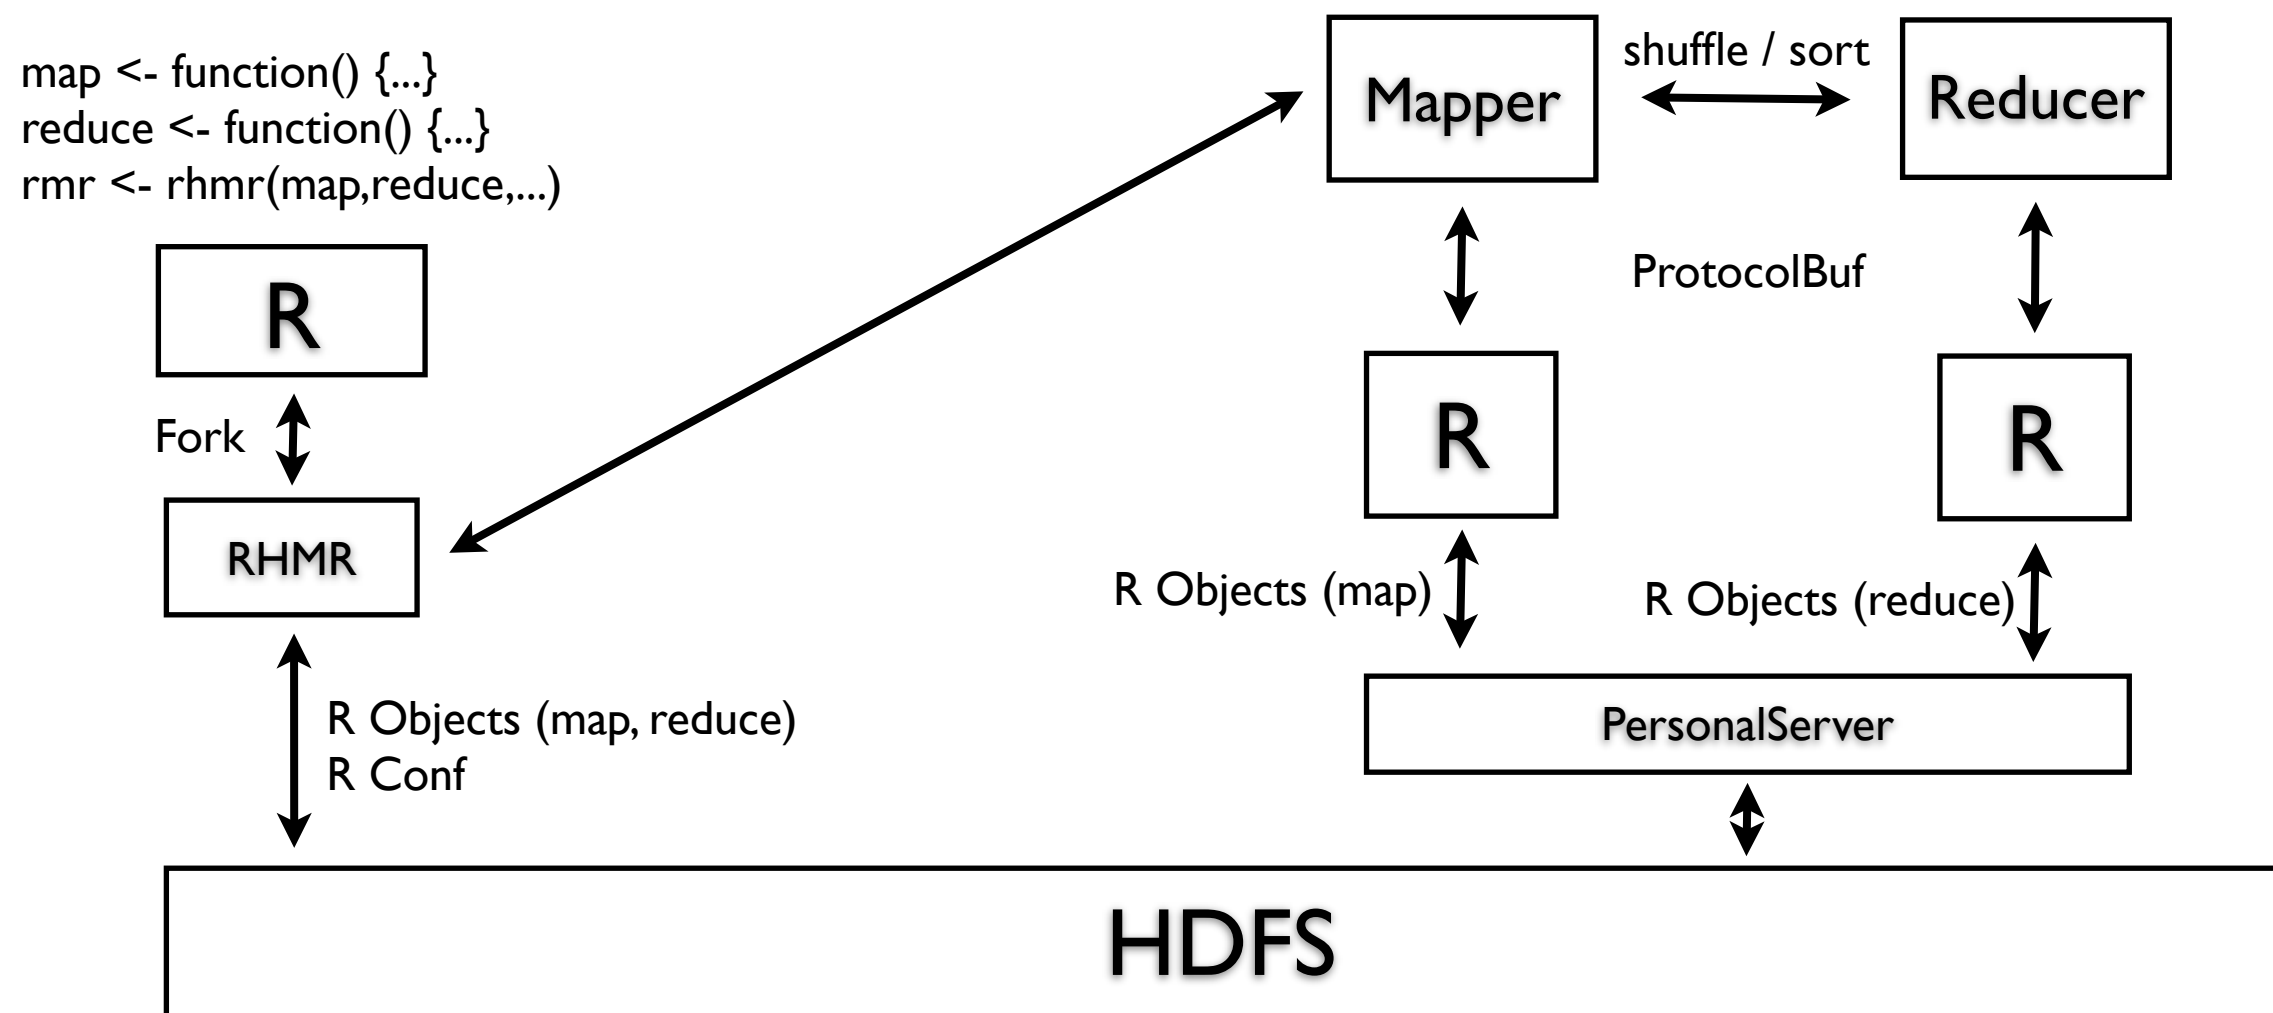 map <- function() {...}
reduce <- function() {...}
rmr <- rhmr(map,reduce,...)
R
Fork
RHMR
R Objects (map, reduce)
R Conf
Mapper
shuffle / sort
Reducer
ProtocolBuf
R
R
R Objects (map)
R Objects (reduce)
PersonalServer
HDFS